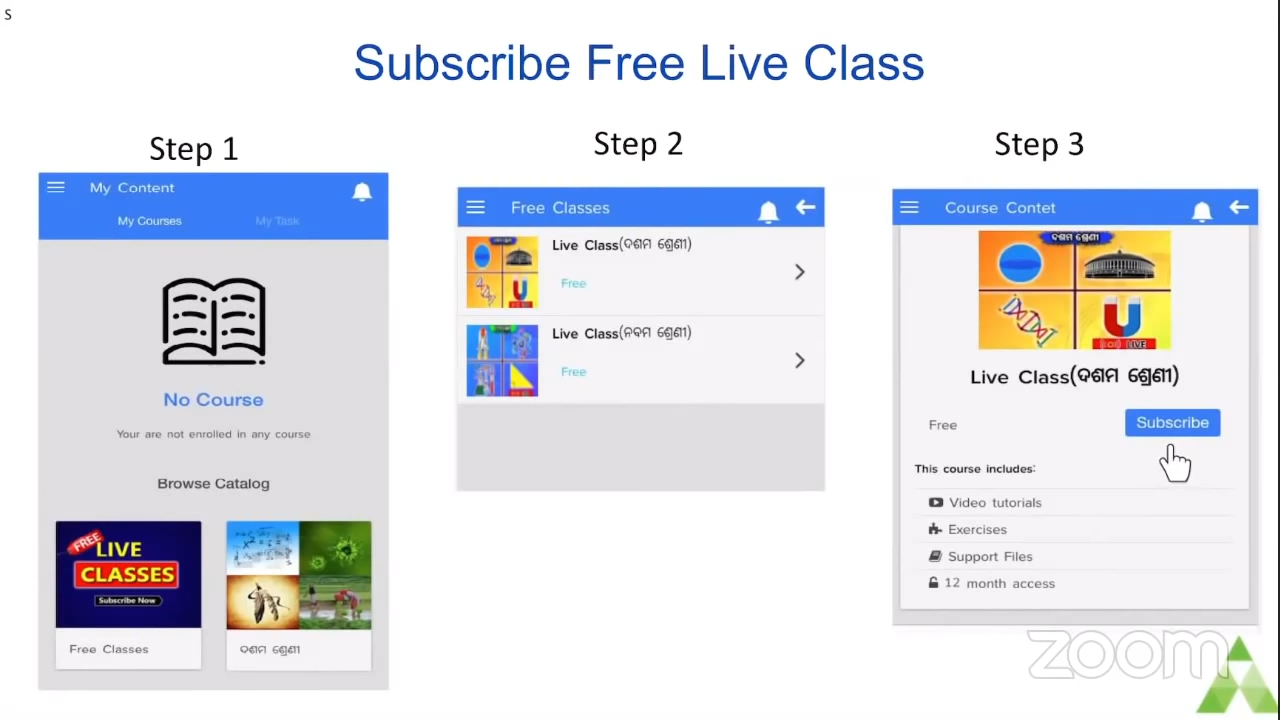 S
Subscribe Free Live Class
Step 1
My Content
My Courses
My Task
No Course
Your are not enrolled in any course
Browse Catalog
FREE
LIVE
CLASSES
Subscribe Now
Free Classes
ଦଶମ ଶ୍ରେଣୀ
Step 2
Free Classes
Live Class(ଦଶମ ଶ୍ରେଣୀ)
Free
Live Class(ନବମ ଶ୍ରେଣୀ)
Free
Step 3
Course Contet
ଦଶମ ଶ୍ରେଣୀ
LIVE
Live Class(ଦଶମ ଶ୍ରେଣୀ)
Free
Subscribe
This course includes:
Video tutorials
Exercises
Support Files
12 month access
zoom